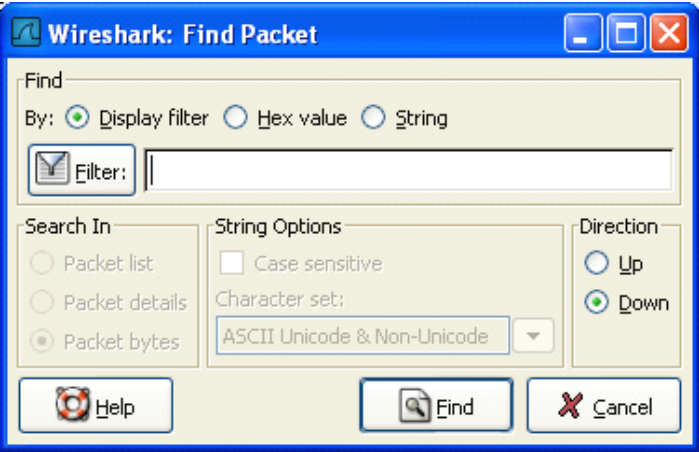 Wireshark: Find Packet
Find
By: Display filter Hex value String
Filter:
Search In
Packet list
Packet details
Packet bytes
String Options
Case sensitive
Character set:
ASCII Unicode & Non-Unicode
Direction
Up
Down
Help Find Cancel